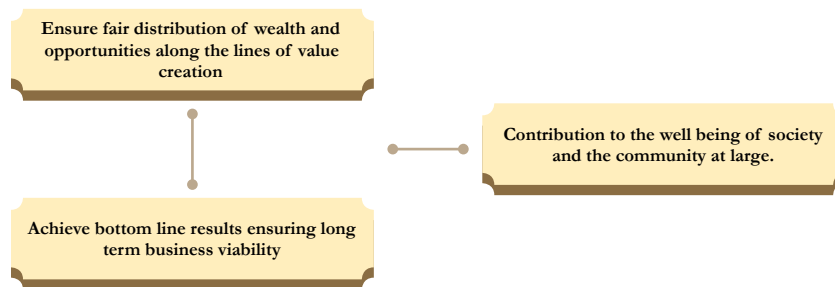 Ensure fair distribution of wealth and
opportunities along the lines of value
creation
Contribution to the well being of society
and the community at large.
Achieve bottom line results ensuring long
term business viability